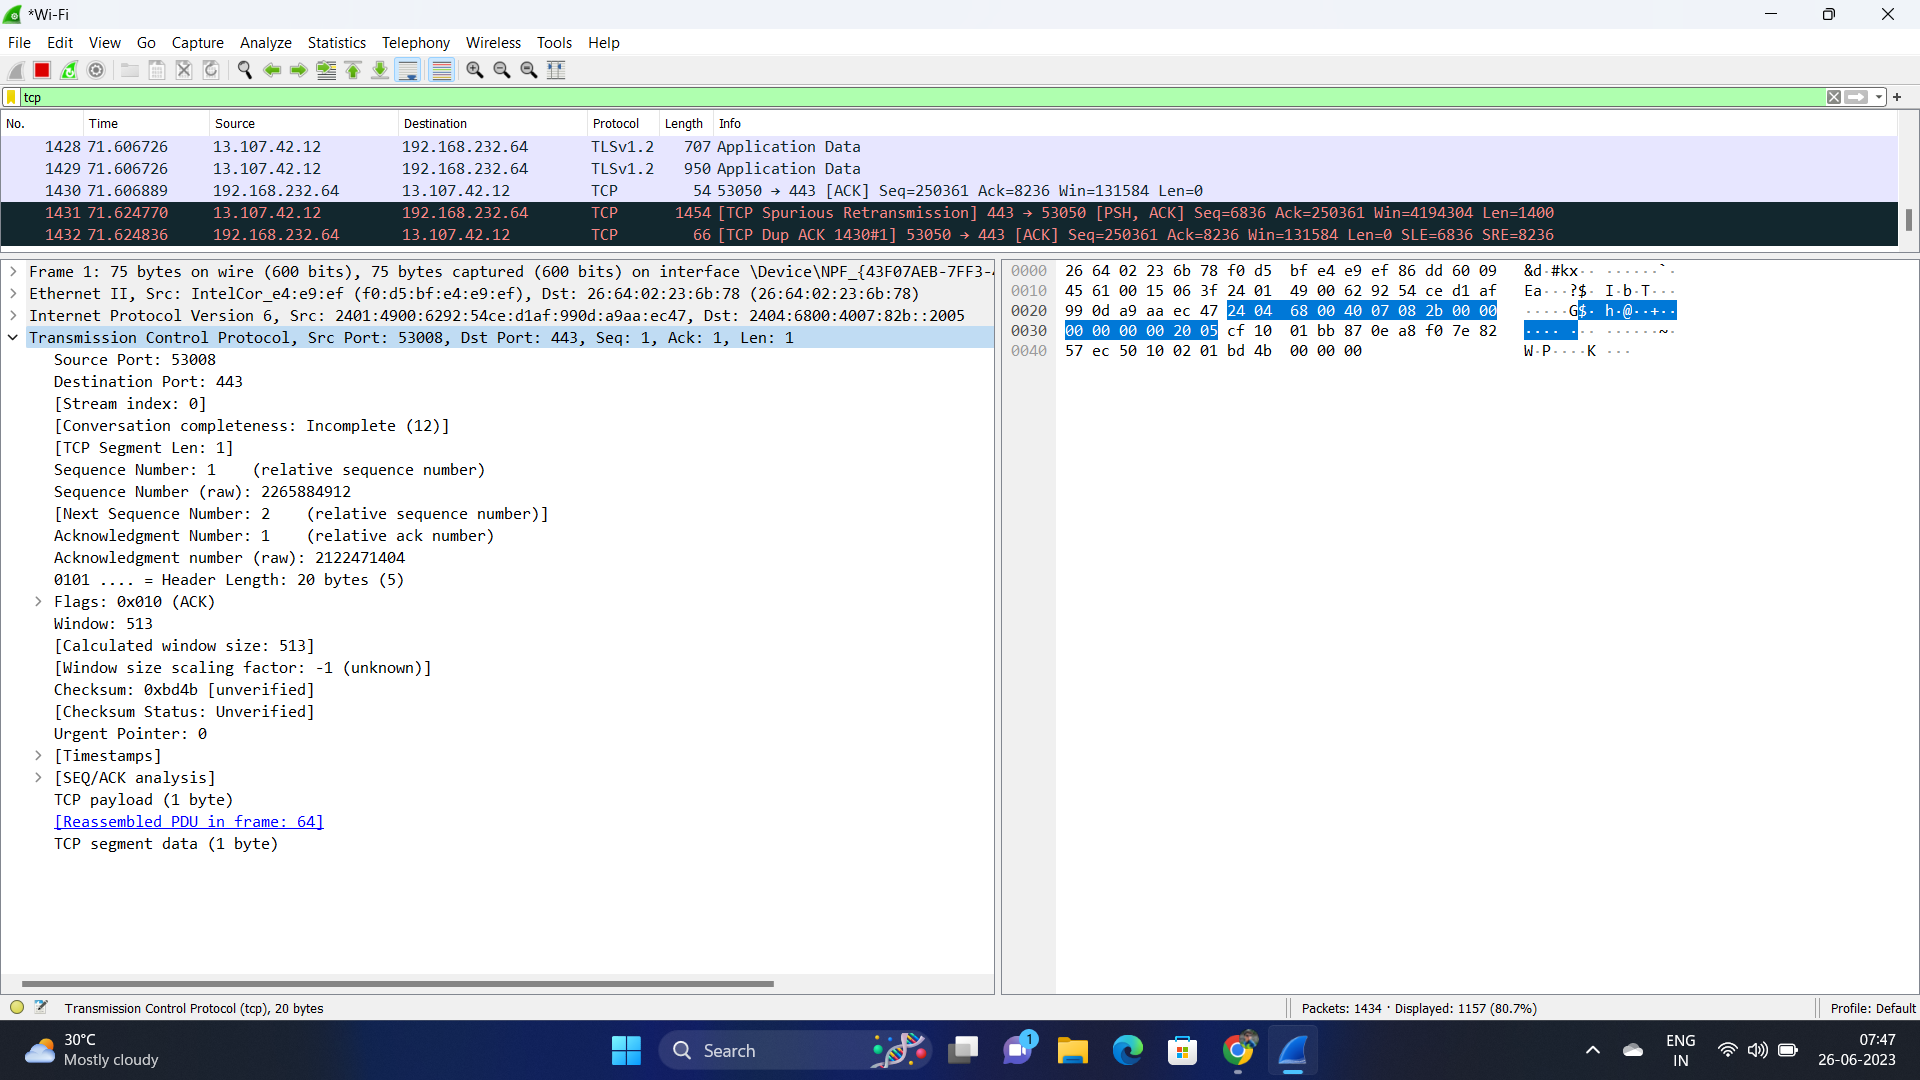 *Wi-Fi
File Edit View Go Capture Analyze Statistics Telephony Wireless Tools Help
tcp
No. Time Source Destination Protocol Length Info
1428 71.606726 13.107.42.12 192.168.232.64 TLSv1.2 707 Application Data
1429 71.606726 13.107.42.12 192.168.232.64 TLSv1.2 950 Application Data
1430 71.606889 192.168.232.64 13.107.42.12 TCP 54 53050 → 443 [ACK] Seq=250361 Ack=8236 Win=131584 Len=0
1431 71.624770 13.107.42.12 192.168.232.64 TCP 1454 [TCP Spurious Retransmission] 443 → 53050 [PSH, ACK] Seq=6836 Ack=250361 Win=4194304 Len=1400
1432 71.624836 192.168.232.64 13.107.42.12 TCP 66 [TCP Dup ACK 1430#1] 53050 → 443 [ACK] Seq=250361 Ack=8236 Win=131584 Len=0 SLE=6836 SRE=8236
Frame 1: 75 bytes on wire (600 bits), 75 bytes captured (600 bits) on interface \Device\NPF_{43F07AEB-7FF3-
Ethernet II, Src: IntelCor_e4:e9:ef (f0:d5:bf:e4:e9:ef), Dst: 26:64:02:23:6b:78 (26:64:02:23:6b:78)
Internet Protocol Version 6, Src: 2401:4900:6292:54ce:d1af:990d:a9aa:ec47, Dst: 2404:6800:4007:82b::2005
Transmission Control Protocol, Src Port: 53008, Dst Port: 443, Seq: 1, Ack: 1, Len: 1
Source Port: 53008
Destination Port: 443
[Stream index: 0]
[Conversation completeness: Incomplete (12)]
[TCP Segment Len: 1]
Sequence Number: 1 (relative sequence number)
Sequence Number (raw): 2265884912
[Next Sequence Number: 2 (relative sequence number)]
Acknowledgment Number: 1 (relative ack number)
Acknowledgment number (raw): 2122471404
0101 .... = Header Length: 20 bytes (5)
Flags: 0x010 (ACK)
Window: 513
[Calculated window size: 513]
[Window size scaling factor: -1 (unknown)]
Checksum: 0xbd4b [unverified]
[Checksum Status: Unverified]
Urgent Pointer: 0
[Timestamps]
[SEQ/ACK analysis]
TCP payload (1 byte)
[Reassembled PDU in frame: 64]
TCP segment data (1 byte)
0000 26 64 02 23 6b 78 f0 d5 bf e4 e9 ef 86 dd 60 09 &d·#kx·· ······`·
0010 45 61 00 15 06 3f 24 01 49 00 62 92 54 ce d1 af Ea···?$· I·b·T···
0020 99 0d a9 aa ec 47 24 04 68 00 40 07 08 2b 00 00 ·····G$· h·@··+··
0030 00 00 00 00 20 05 cf 10 01 bb 87 0e a8 f0 7e 82 ···· ··· ······~·
0040 57 ec 50 10 02 01 bd 4b 00 00 00 W·P····K ···
Transmission Control Protocol (tcp), 20 bytes
Packets: 1434 · Displayed: 1157 (80.7%)
Profile: Default
30°C
Mostly cloudy
Search
1
ENG
IN
07:47
26-06-2023